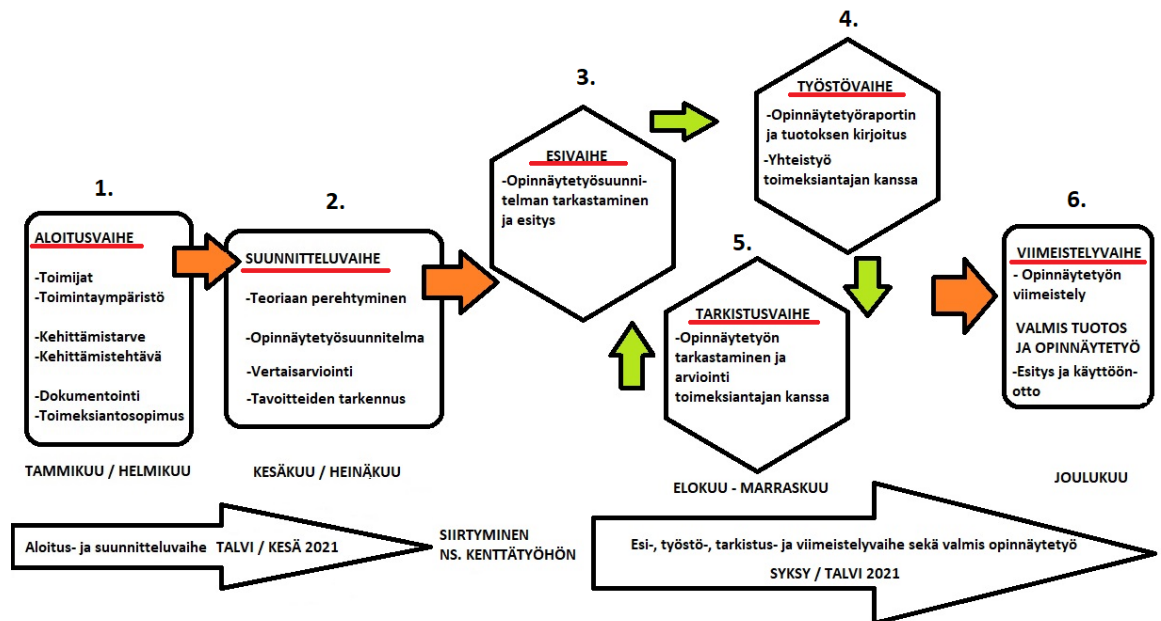 1.
ALOITUSVAIHE
-Toimijat
-Toimintaympäristö
-Kehittämistarve
-Kehittämistehtävä
-Dokumentointi
-Toimeksiantosopimus
TAMMIKUU / HELMIKUU
2.
SUUNNITTELUVAIHE
-Teoriaan perehtyminen
-Opinnäytetyösuunnitelma
-Vertaisarviointi
-Tavoitteiden tarkennus
KESÄKUU / HEINÄKUU
3.
ESIVAIHE
-Opinnäytetyösuunni-
telman tarkastaminen
ja esitys
4.
TYÖSTÖVAIHE
-Opinnäytetyöraportin
ja tuotoksen kirjoitus
-Yhteistyö
toimeksiantajan kanssa
5.
TARKISTUSVAIHE
-Opinnäytetyön
tarkastaminen ja
arviointi
toimeksiantajan kanssa
ELOKUU - MARRASKUU
6.
VIIMEISTELYVAIHE
- Opinnäytetyön
viimeistely
VALMIS TUOTOS
JA OPINNÄYTETYÖ
-Esitys ja käyttöön-
otto
JOULUKUU
Aloitus- ja suunnitteluvaihe TALVI / KESÄ 2021
SIIRTYMINEN
NS. KENTTÄTYÖHÖN
Esi-, työstö-, tarkistus- ja viimeistelyvaihe sekä valmis opinnäytetyö
SYKSY / TALVI 2021